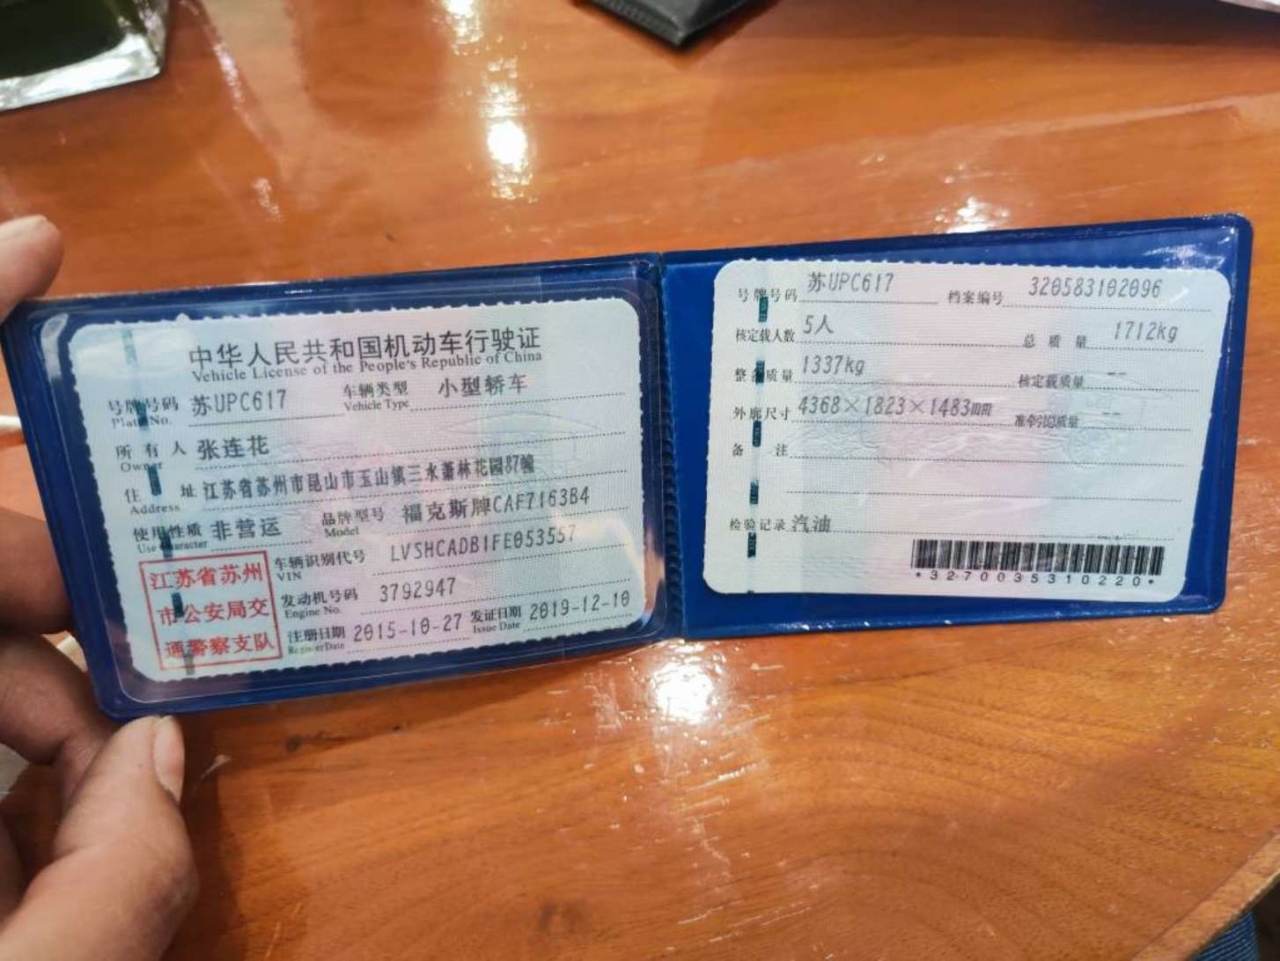 中华人民共和国机动车行驶证
Vehicle License of the People's Republic of China
号牌号码 苏UPC617 车辆类型 小型轿车
Plate No. Vehicle Type
所有人 张连花
Owner
住址 江苏省苏州市昆山市玉山镇三水萧林花园87幢
Address
使用性质 非营运 品牌型号 福克斯牌CAF7163B4
Use Character Model
车辆识别代号 LVSHCADB1FE053557
VIN
发动机号码 3792947
Engine No.
注册日期 2015-10-27 发证日期 2019-12-10
Register Date Issue Date
江苏省苏州
市公安局交
通警察支队
号牌号码 苏UPC617 档案编号 320583102096
核定载人数 5人 总质量 1712kg
整备质量 1337kg 核定载质量 --
外廓尺寸 4368×1823×1483mm 准牵引总质量 --
备注
检验记录 汽油
*3270035310220*